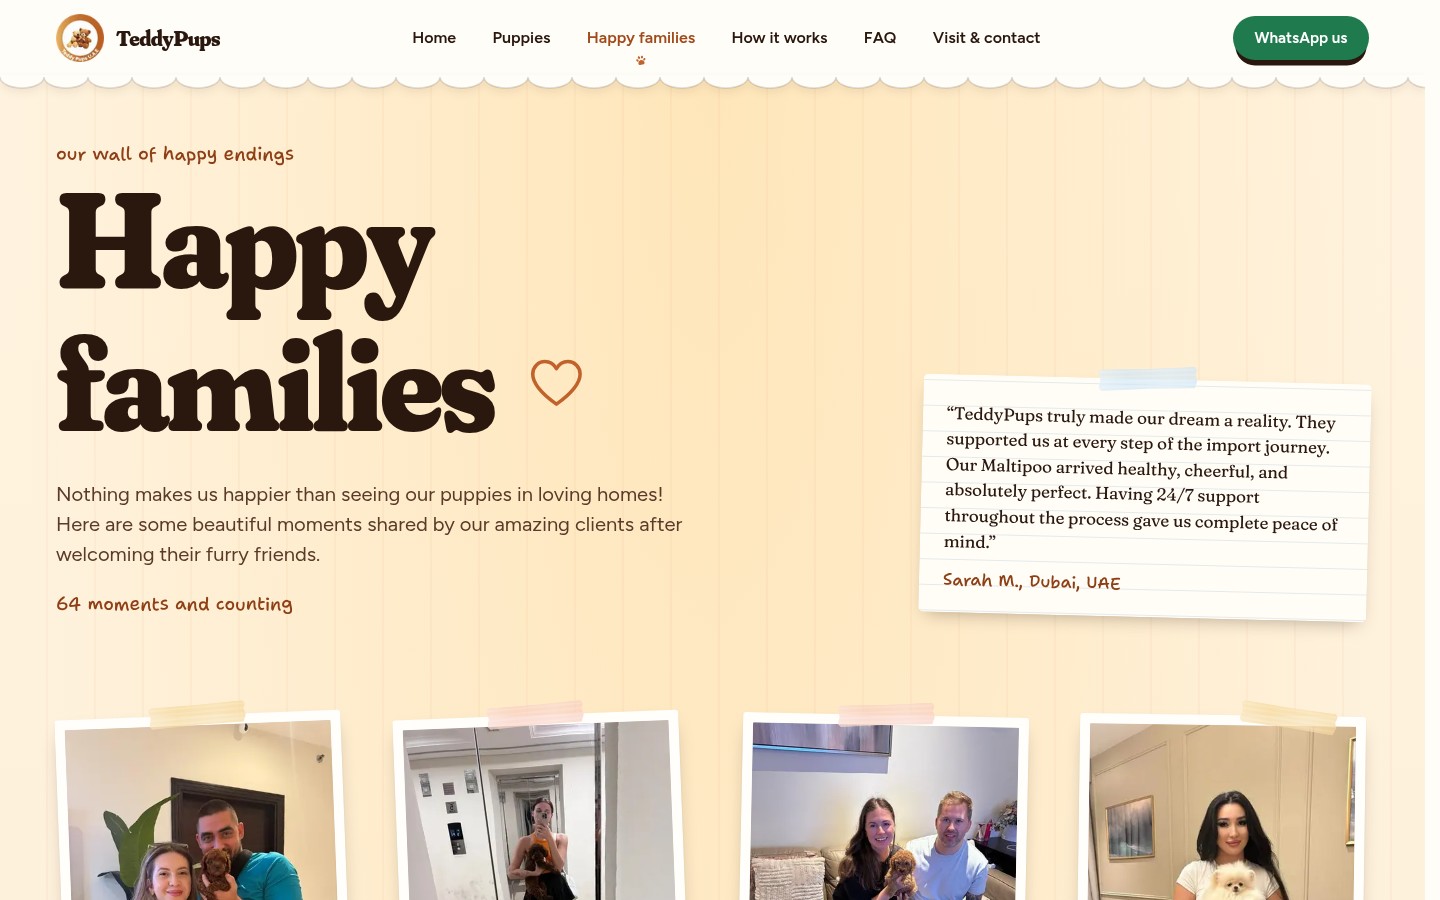 TeddyPups
Home
Puppies
Happy families
How it works
FAQ
Visit & contact
WhatsApp us
our wall of happy endings
Happy
families
Nothing makes us happier than seeing our puppies in loving homes!
Here are some beautiful moments shared by our amazing clients after
welcoming their furry friends.
64 moments and counting
“TeddyPups truly made our dream a reality. They
supported us at every step of the import journey.
Our Maltipoo arrived healthy, cheerful, and
absolutely perfect. Having 24/7 support
throughout the process gave us complete peace of
mind.”
Sarah M., Dubai, UAE